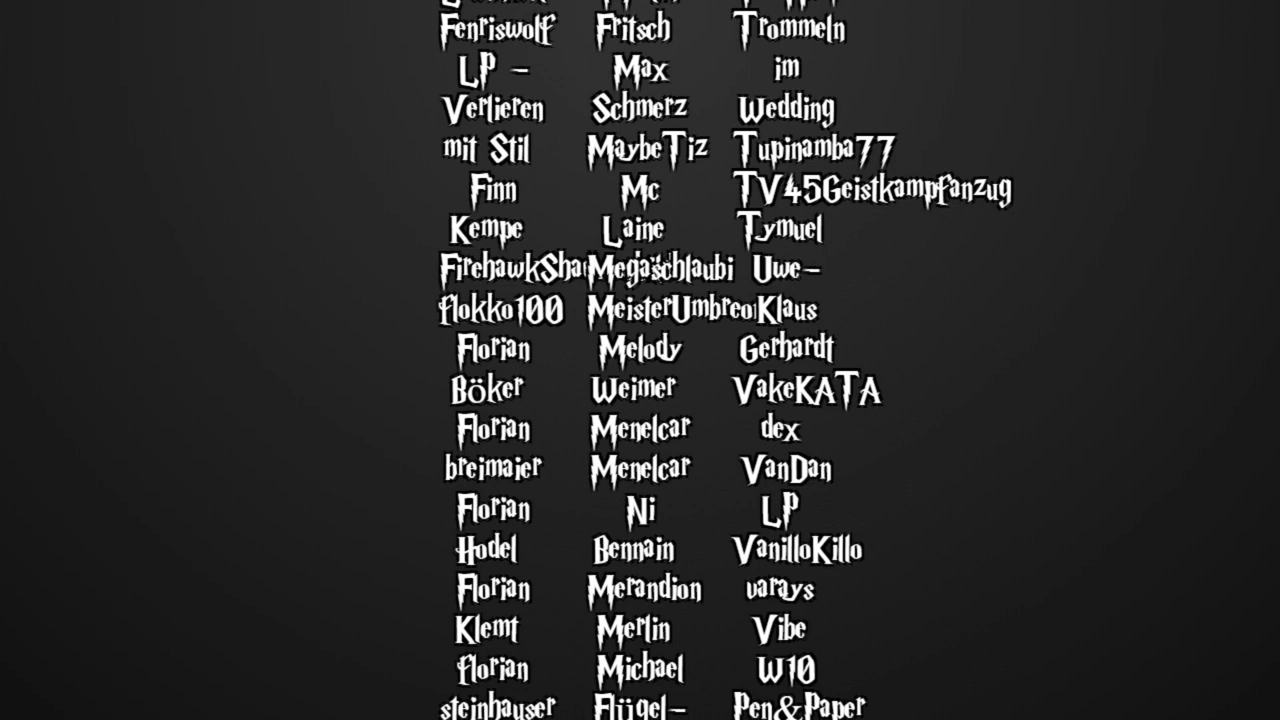 Fenriswolf
LP -
Verlieren
mit Stil
Finn
Kempe
flokko100
Florian
Böker
Florian
breimaier
Florian
Hodel
Florian
Klemt
florian
steinhauser
Fritsch
Max
Schmerz
MaybeTiz
Mc
Laine
Megaschlaubi
Melody
Weimer
Menelcar
Menelcar
Ni
Bennain
Merandion
Merlin
Michael
Flügel-
Trommeln
im
Wedding
Tupinamba77
TV45Geistkampfanzug
Tymuel
Uwe-
Klaus
Gerhardt
VakeKATA
dex
VanDan
LP
VanilloKillo
varays
Vibe
W10
Pen&Paper